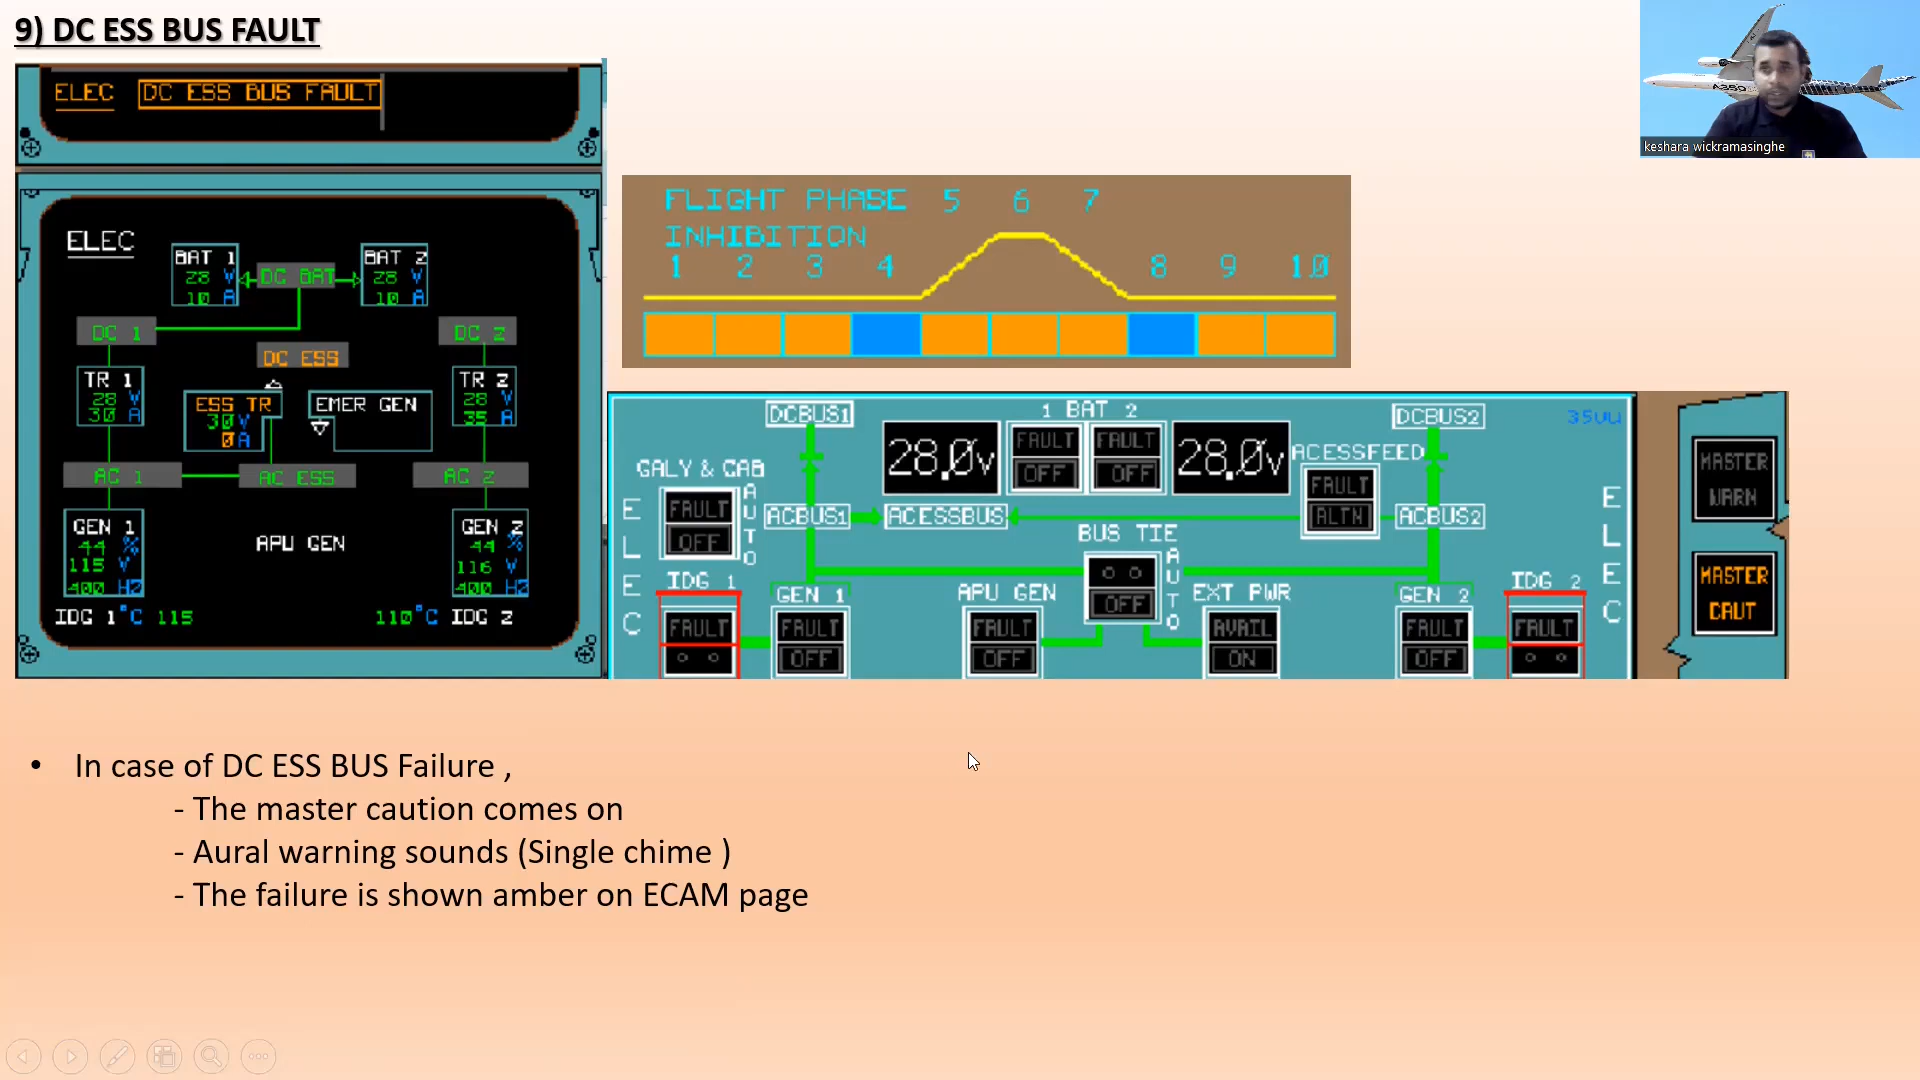 9) DC ESS BUS FAULT
ELEC DC ESS BUS FAULT
ELEC
BAT 1
28 V
10 A
DC BAT
BAT 2
28 V
10 A
DC 1
DC 2
DC ESS
TR 1
28 V
30 A
ESS TR
30 V
0 A
EMER GEN
TR 2
28 V
35 A
AC 1
AC ESS
AC 2
GEN 1
44 %
115 V
400 HZ
APU GEN
GEN 2
44 %
116 V
400 HZ
IDG 1 °C 115
110 °C IDG 2
FLIGHT PHASE 5 6 7
INHIBITION
1 2 3 4 8 9 10
DCBUS1
1 BAT 2
DCBUS2
35VU
28.0V
FAULT
OFF
FAULT
OFF
28.0V
ACESSFEED
FAULT
ALTN
GALY & CAB
FAULT
OFF
AUTO
ELEC
ACBUS1
ACESSBUS
ACBUS2
BUS TIE
OFF
AUTO
ELEC
IDG 1
FAULT
GEN 1
FAULT
OFF
APU GEN
FAULT
OFF
EXT PWR
AVAIL
ON
GEN 2
FAULT
OFF
IDG 2
FAULT
MASTER
WARN
MASTER
CAUT
A350
keshara wickramasinghe
• In case of DC ESS BUS Failure ,
- The master caution comes on
- Aural warning sounds (Single chime )
- The failure is shown amber on ECAM page